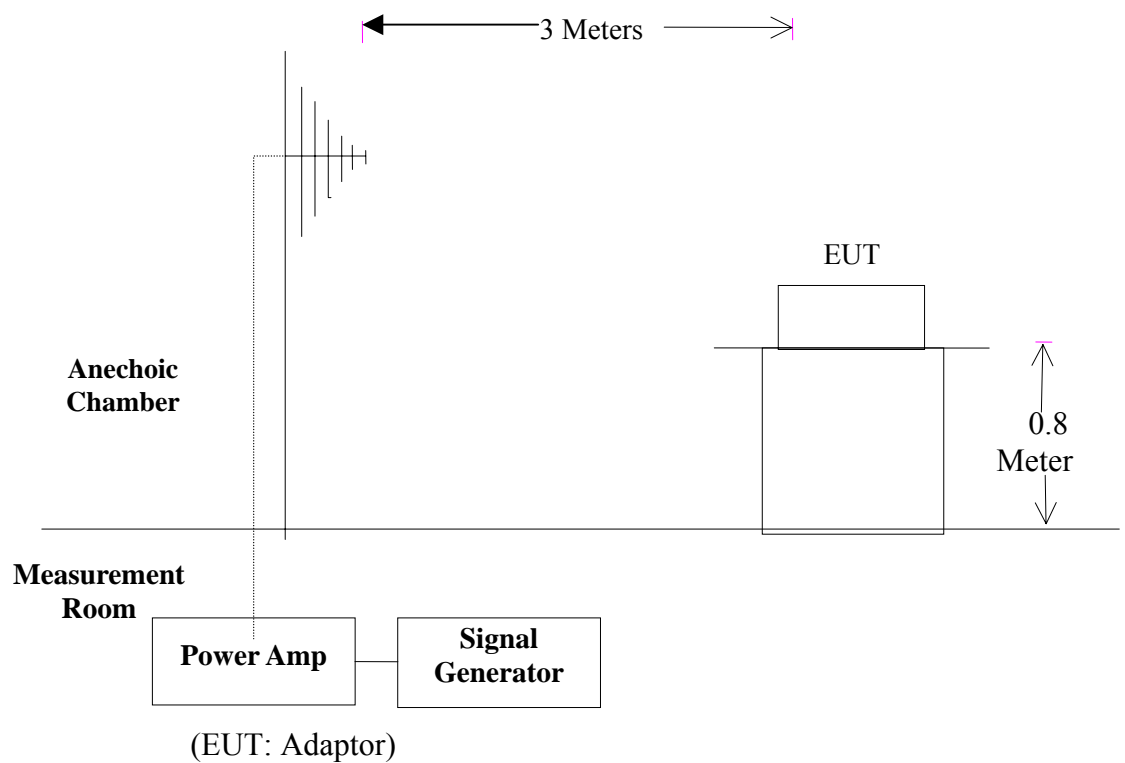 3 Meters
EUT
Anechoic
Chamber
0.8
Meter
Measurement
Room
Power Amp
Signal
Generator
(EUT: Adaptor)